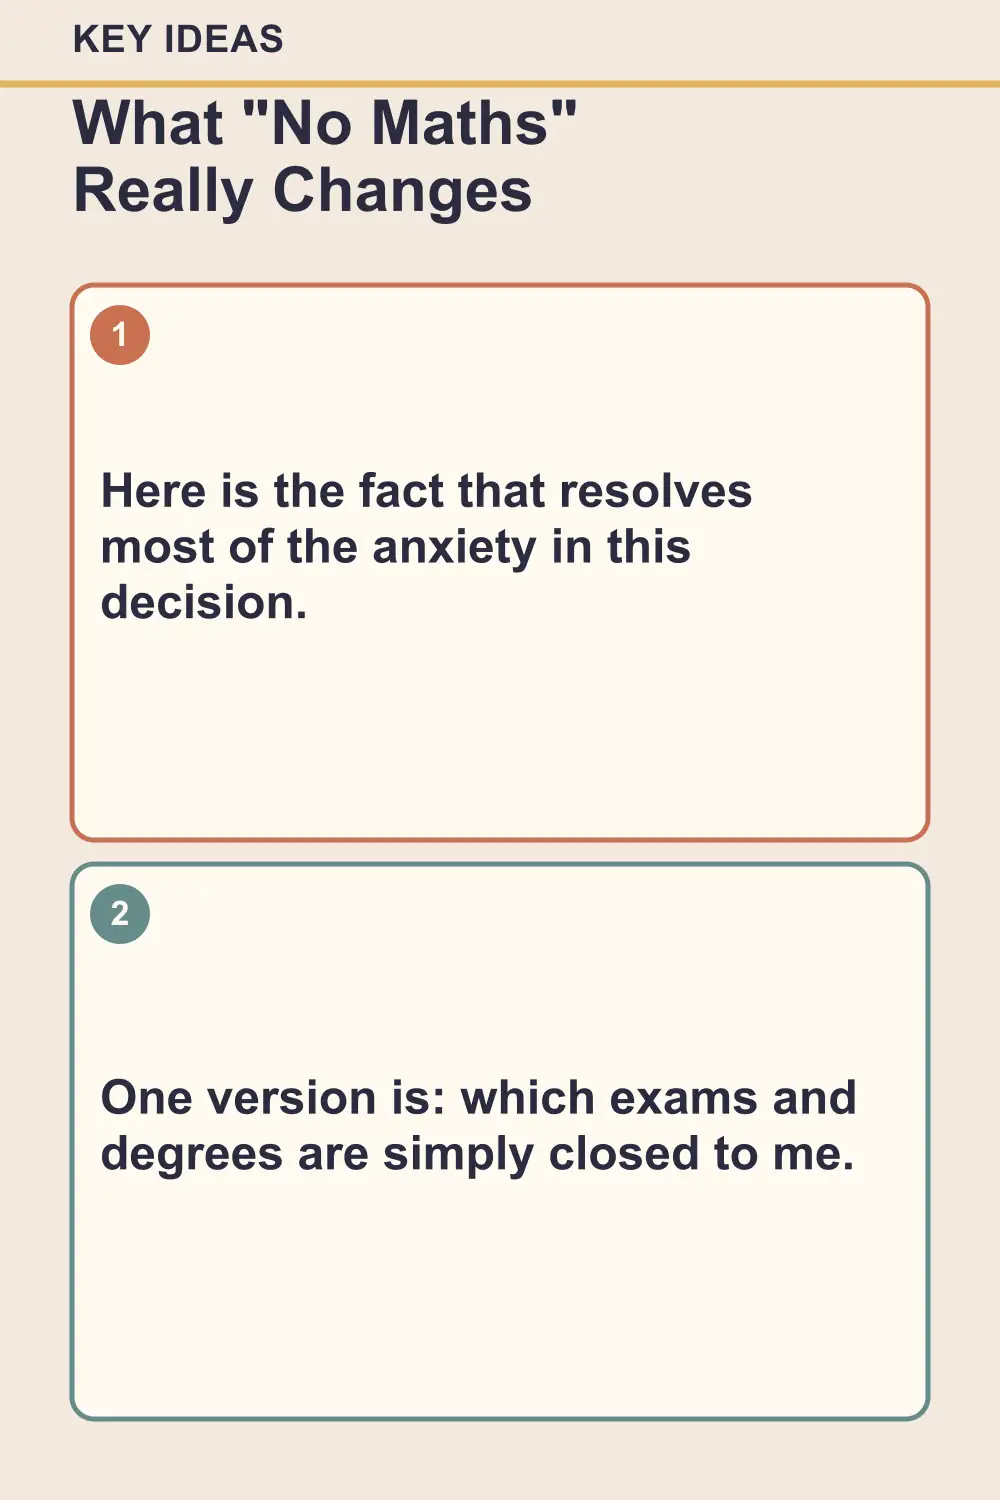 KEY IDEAS
What "No Maths"
Really Changes
1
Here is the fact that resolves
most of the anxiety in this
decision.
2
One version is: which exams and
degrees are simply closed to me.